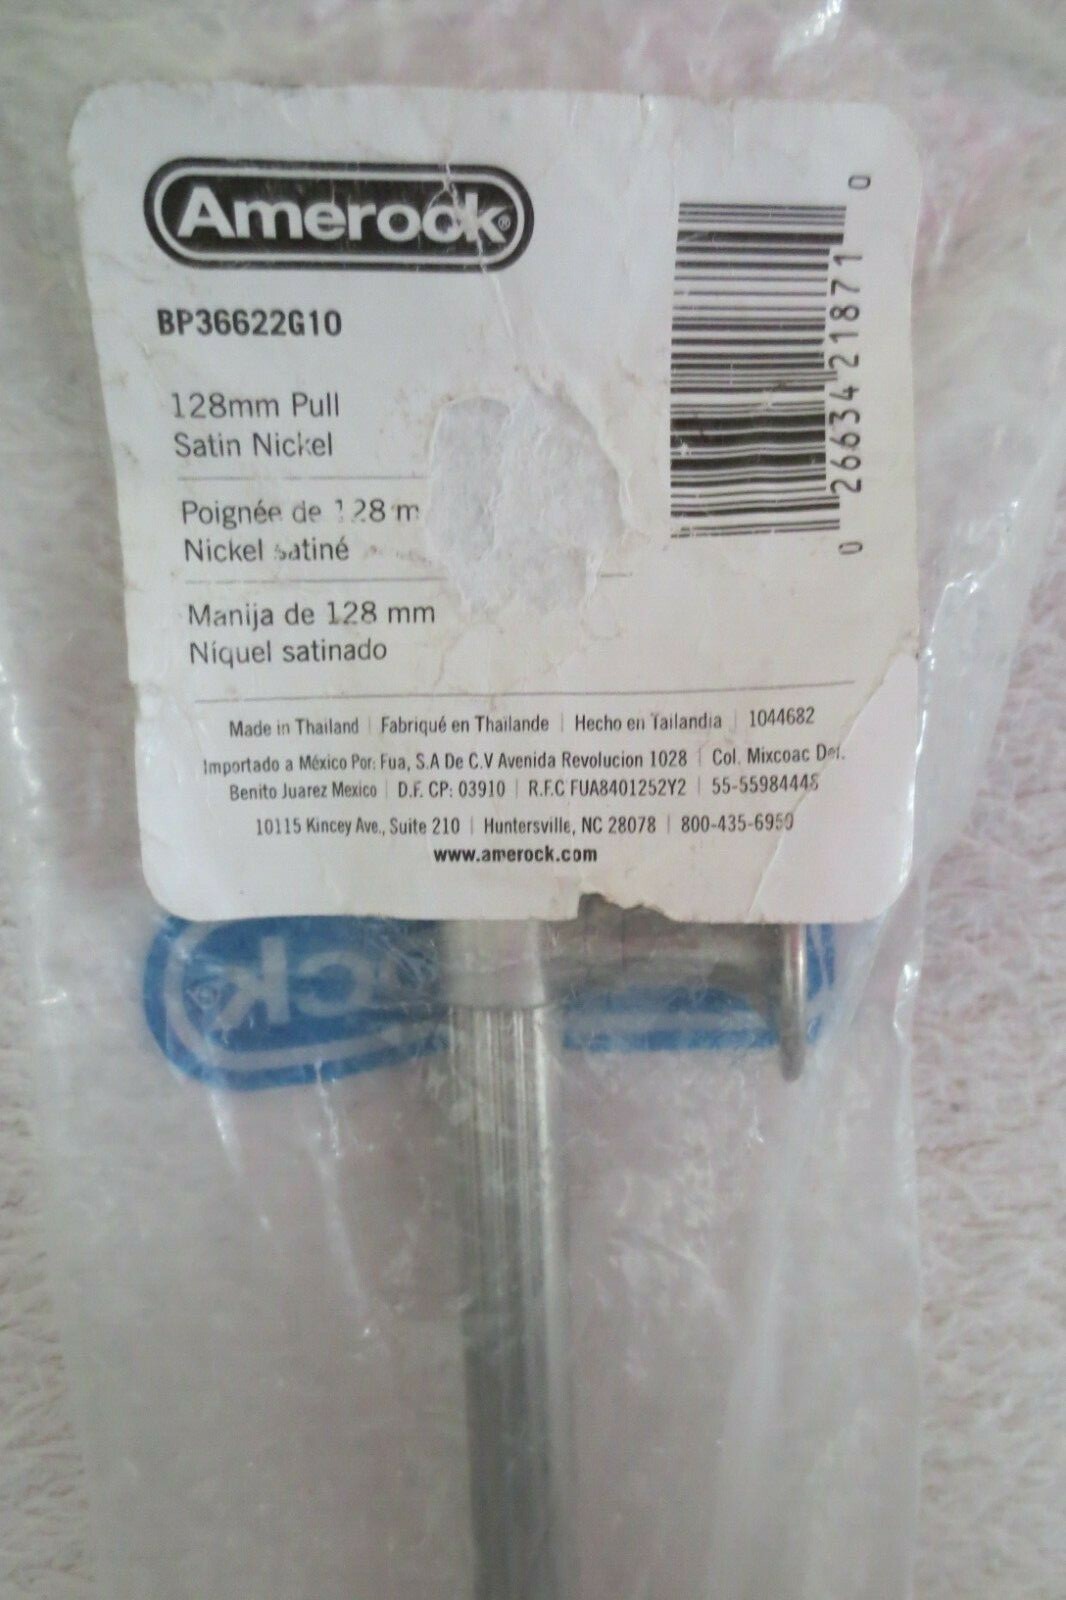 Amerock®
BP36622G10
128mm Pull
Satin Nickel
Poignée de 128 m
Nickel satiné
Manija de 128 mm
Níquel satinado
0 26634 21871 0
Made in Thailand | Fabriqué en Thailande | Hecho en Tailandia | 1044682
Importado a México Por: Fua, S.A De C.V Avenida Revolucion 1028 | Col. Mixcoac Del.
Benito Juarez Mexico | D.F. CP: 03910 | R.F.C FUA8401252Y2 | 55-55984448
10115 Kincey Ave., Suite 210 | Huntersville, NC 28078 | 800-435-6959
www.amerock.com
ck®